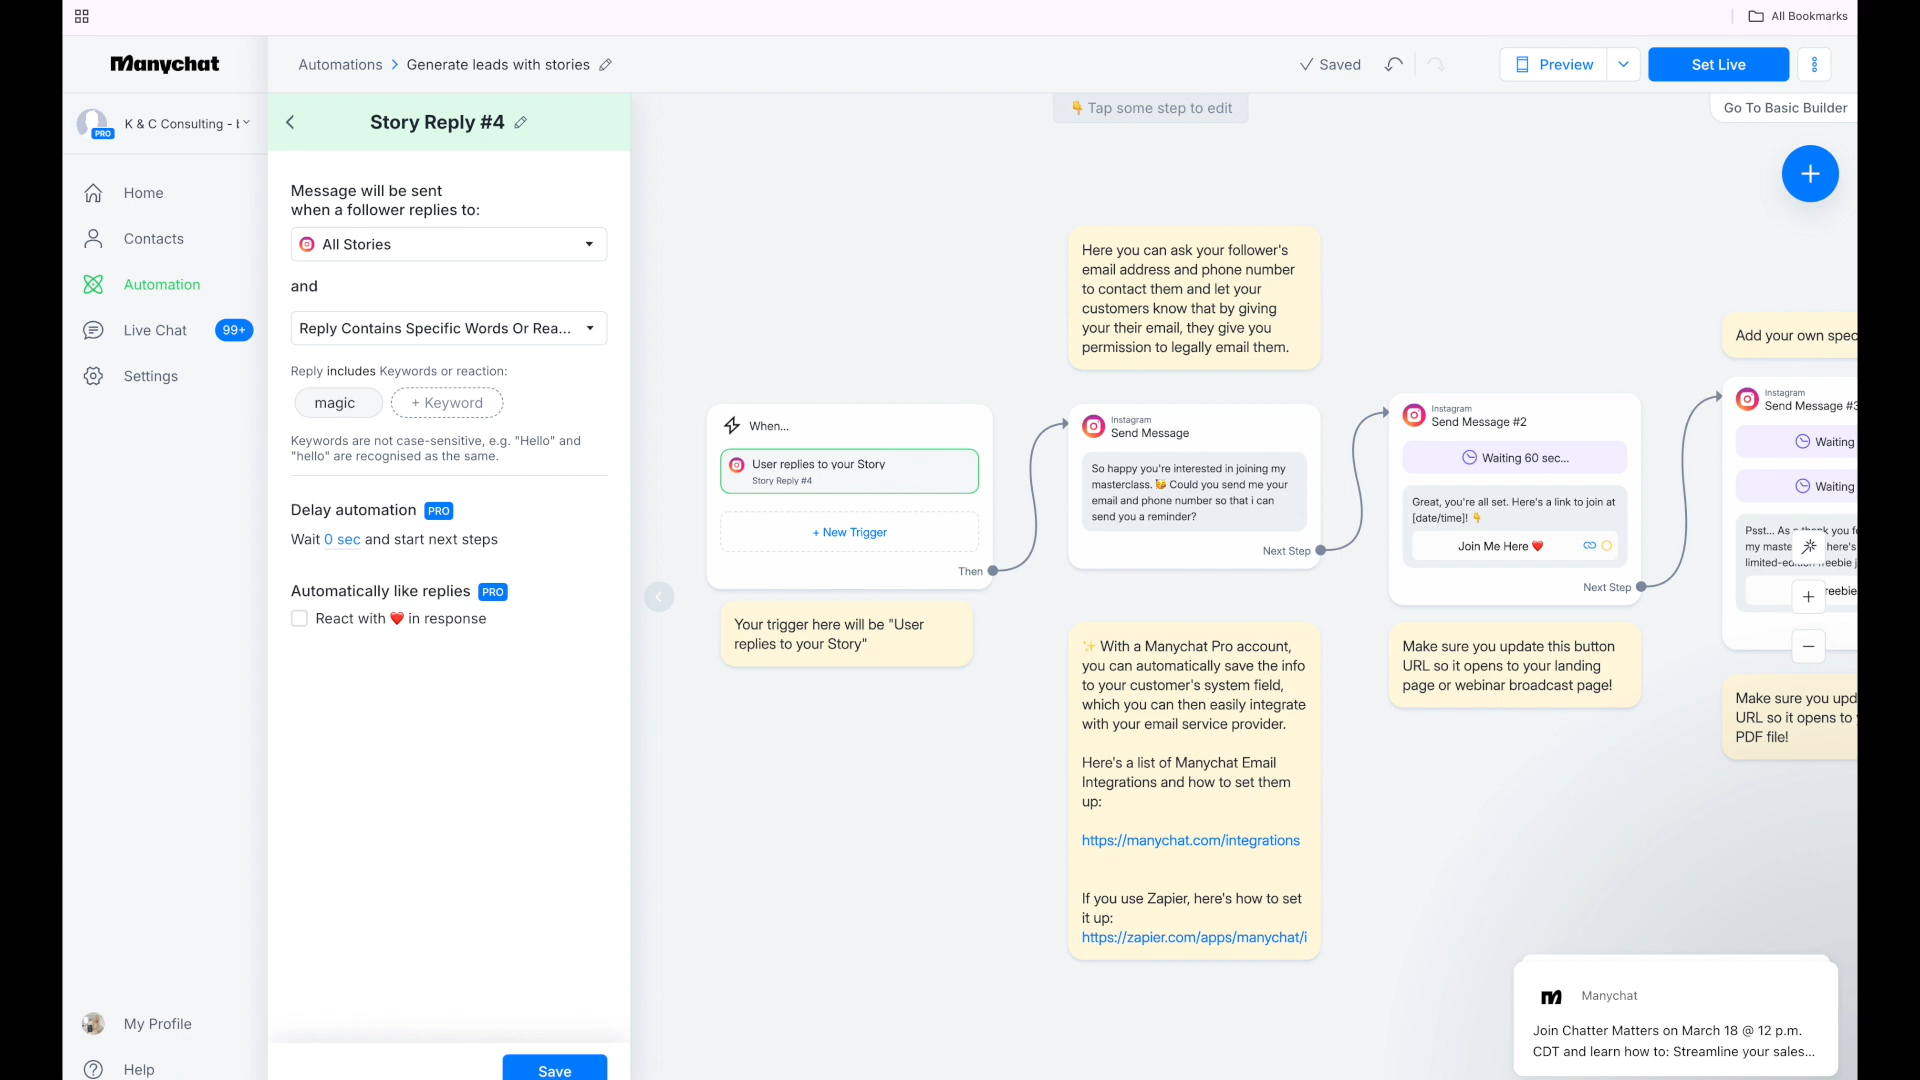 All Bookmarks
Manychat
Automations > Generate leads with stories
Saved
Preview
Set Live
K & C Consulting -
PRO
Story Reply #4
👇 Tap some step to edit
Go To Basic Builder
Home
Contacts
Automation
Live Chat
99+
Settings
My Profile
Help
Message will be sent
when a follower replies to:
All Stories
and
Reply Contains Specific Words Or Rea...
Reply includes Keywords or reaction:
magic
+ Keyword
Keywords are not case-sensitive, e.g. "Hello" and
"hello" are recognised as the same.
Delay automation PRO
Wait 0 sec and start next steps
Automatically like replies PRO
React with ❤️ in response
Save
When...
User replies to your Story
Story Reply #4
+ New Trigger
Then
Your trigger here will be "User
replies to your Story"
Here you can ask your follower's
email address and phone number
to contact them and let your
customers know that by giving
your their email, they give you
permission to legally email them.
Instagram
Send Message
So happy you're interested in joining my
masterclass. 🥳 Could you send me your
email and phone number so that i can
send you a reminder?
Next Step
✨ With a Manychat Pro account,
you can automatically save the info
to your customer's system field,
which you can then easily integrate
with your email service provider.
Here's a list of Manychat Email
Integrations and how to set them
up:
https://manychat.com/integrations
If you use Zapier, here's how to set
it up:
https://zapier.com/apps/manychat/i
Instagram
Send Message #2
Waiting 60 sec...
Great, you're all set. Here's a link to join at
[date/time]! 👇
Join Me Here ❤️
Next Step
Make sure you update this button
URL so it opens to your landing
page or webinar broadcast page!
Add your own spec
Instagram
Send Message #3
Waiting
Waiting
Psst... As a thank you f
my maste here's
limited-edition freebie
reebie
Make sure you upd
URL so it opens to
PDF file!
Manychat
Join Chatter Matters on March 18 @ 12 p.m.
CDT and learn how to: Streamline your sales...